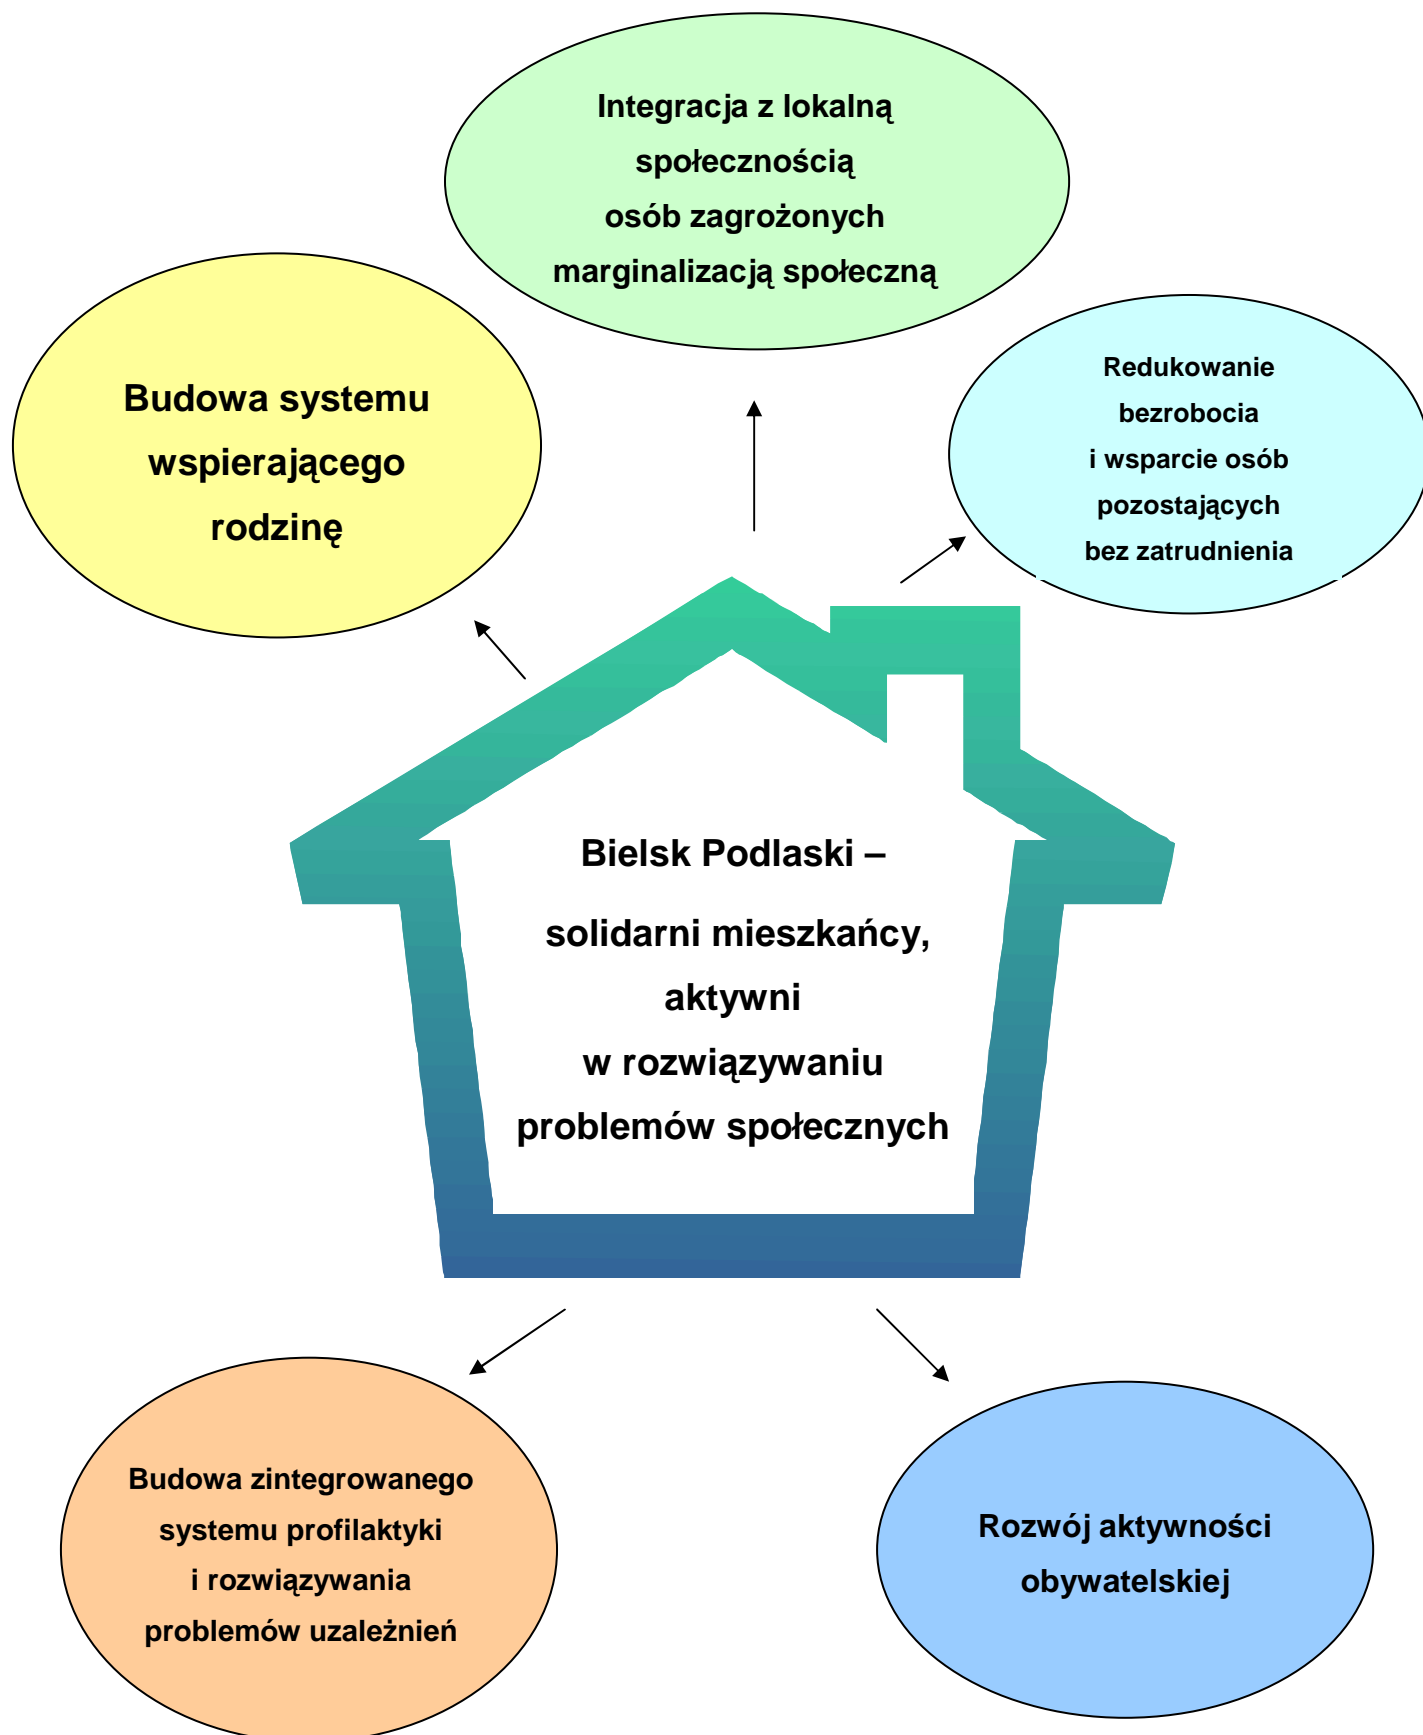 Integracja z lokalną
społecznością
osób zagrożonych
marginalizacją społeczną
Budowa systemu
wspierającego
rodzinę
Redukowanie
bezrobocia
i wsparcie osób
pozostających
bez zatrudnienia
Bielsk Podlaski –
solidarni mieszkańcy,
aktywni
w rozwiązywaniu
problemów społecznych
Budowa zintegrowanego
systemu profilaktyki
i rozwiązywania
problemów uzależnień
Rozwój aktywności
obywatelskiej